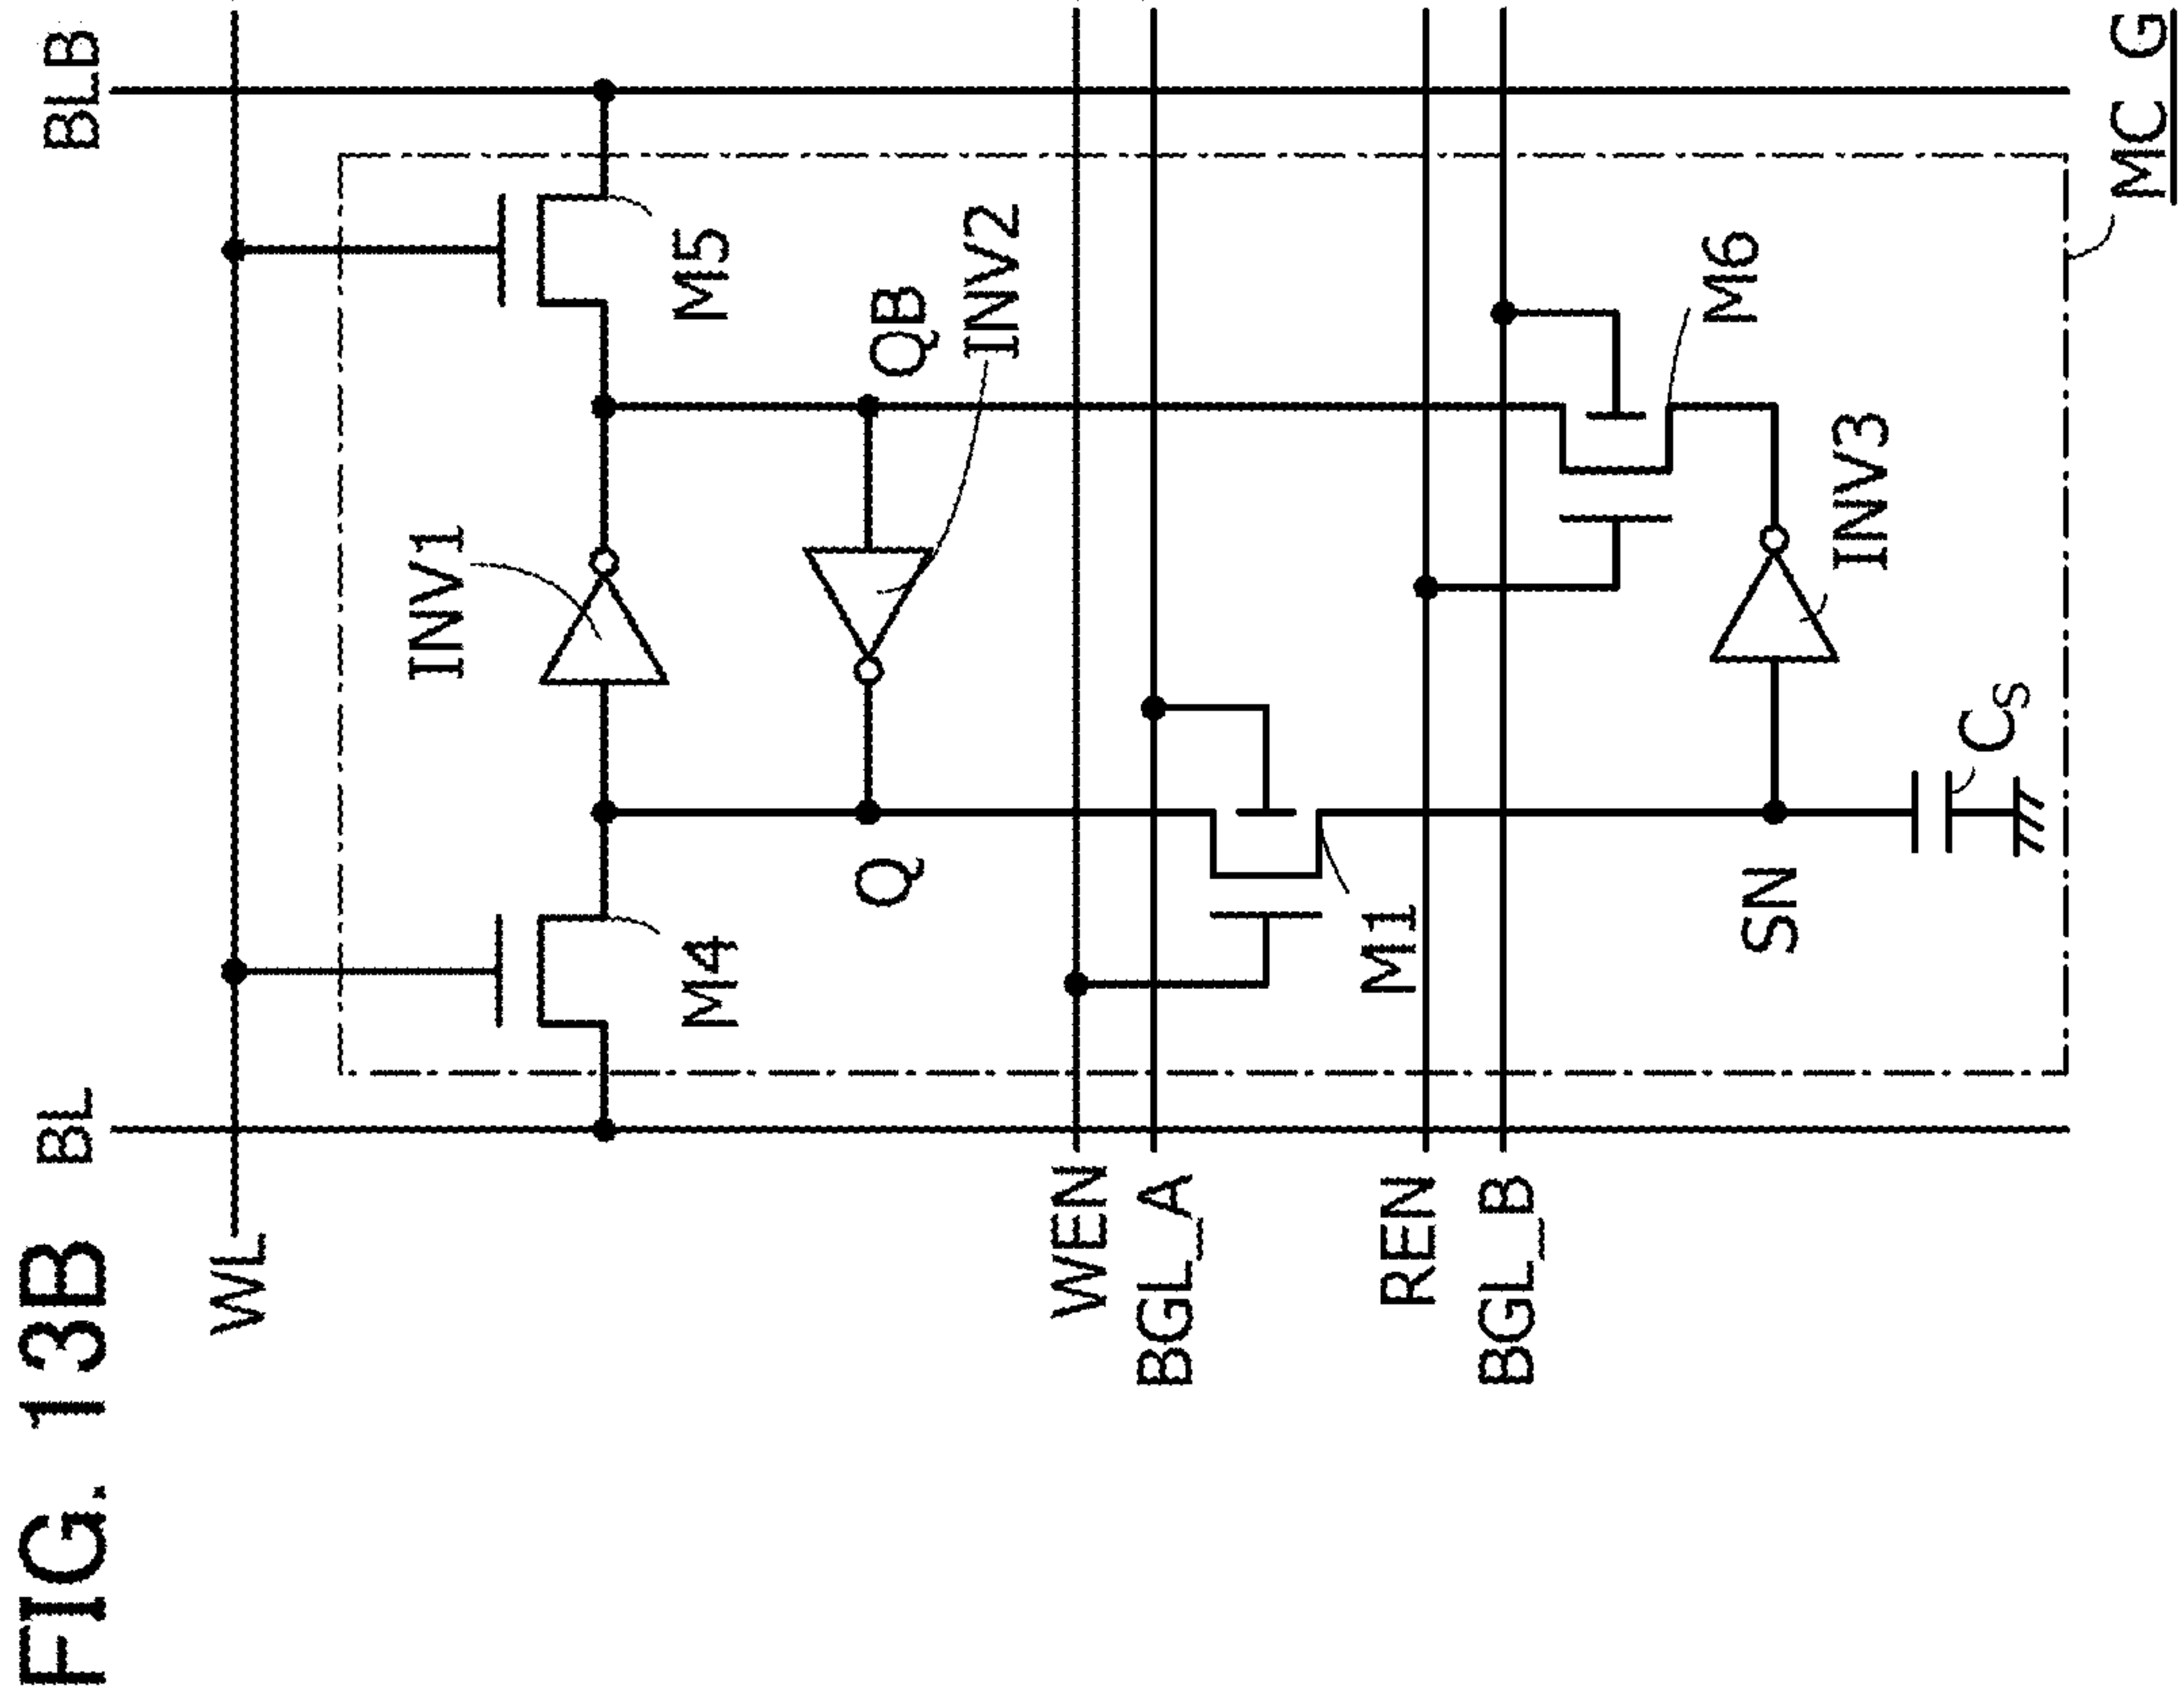 FIG. 13B
BL
BLB
WL
INV1
M4
M5
Q
QB
INV2
WEN
BGL_A
M1
REN
BGL_B
M6
SN
INV3
CS
MC_G